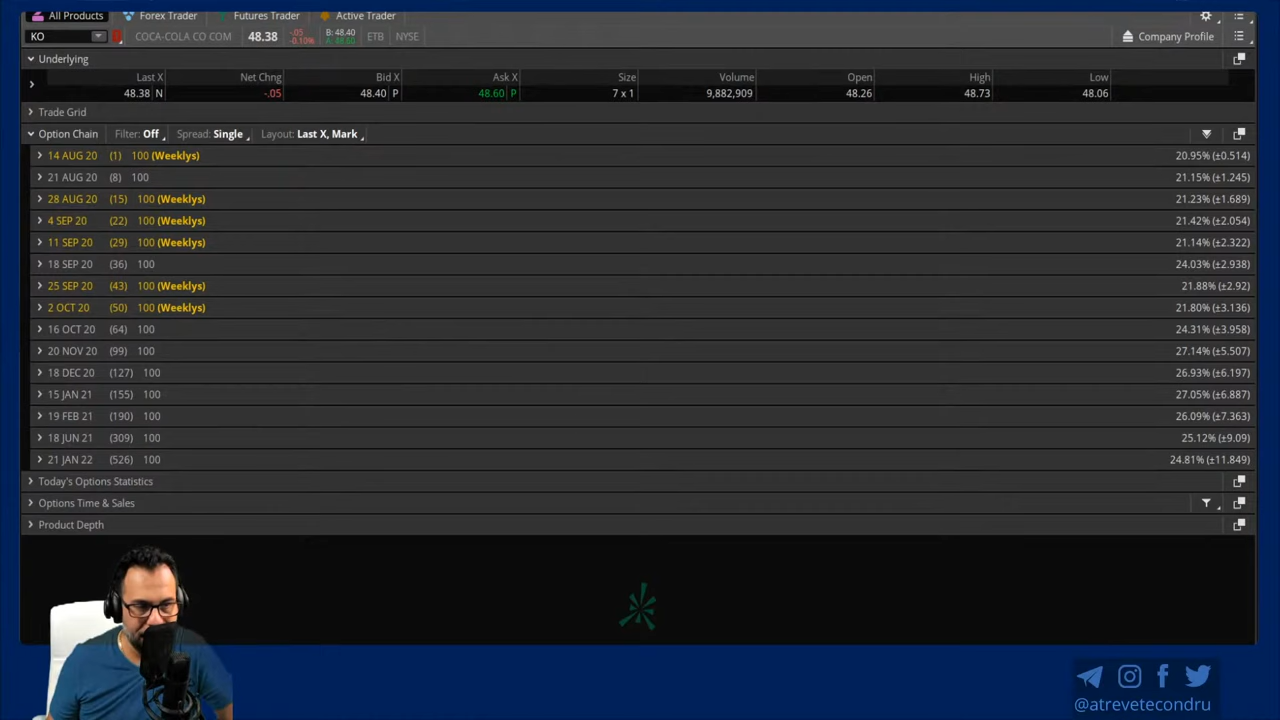 All Products Forex Trader Futures Trader Active Trader
KO COCA-COLA CO COM 48.38 -.05 -0.10% B: 48.40 A: 48.60 ETB NYSE Company Profile
Underlying
Last X Net Chng Bid X Ask X Size Volume Open High Low
48.38 N -.05 48.40 P 48.60 P 7 x 1 9,882,909 48.26 48.73 48.06
Trade Grid
Option Chain Filter: Off Spread: Single Layout: Last X, Mark
14 AUG 20 (1) 100 (Weeklys) 20.95% (±0.514)
21 AUG 20 (8) 100 21.15% (±1.245)
28 AUG 20 (15) 100 (Weeklys) 21.23% (±1.689)
4 SEP 20 (22) 100 (Weeklys) 21.42% (±2.054)
11 SEP 20 (29) 100 (Weeklys) 21.14% (±2.322)
18 SEP 20 (36) 100 24.03% (±2.938)
25 SEP 20 (43) 100 (Weeklys) 21.88% (±2.92)
2 OCT 20 (50) 100 (Weeklys) 21.80% (±3.136)
16 OCT 20 (64) 100 24.31% (±3.958)
20 NOV 20 (99) 100 27.14% (±5.507)
18 DEC 20 (127) 100 26.93% (±6.197)
15 JAN 21 (155) 100 27.05% (±6.887)
19 FEB 21 (190) 100 26.09% (±7.363)
18 JUN 21 (309) 100 25.12% (±9.09)
21 JAN 22 (526) 100 24.81% (±11.849)
Today's Options Statistics
Options Time & Sales
Product Depth
@atrevetecondru